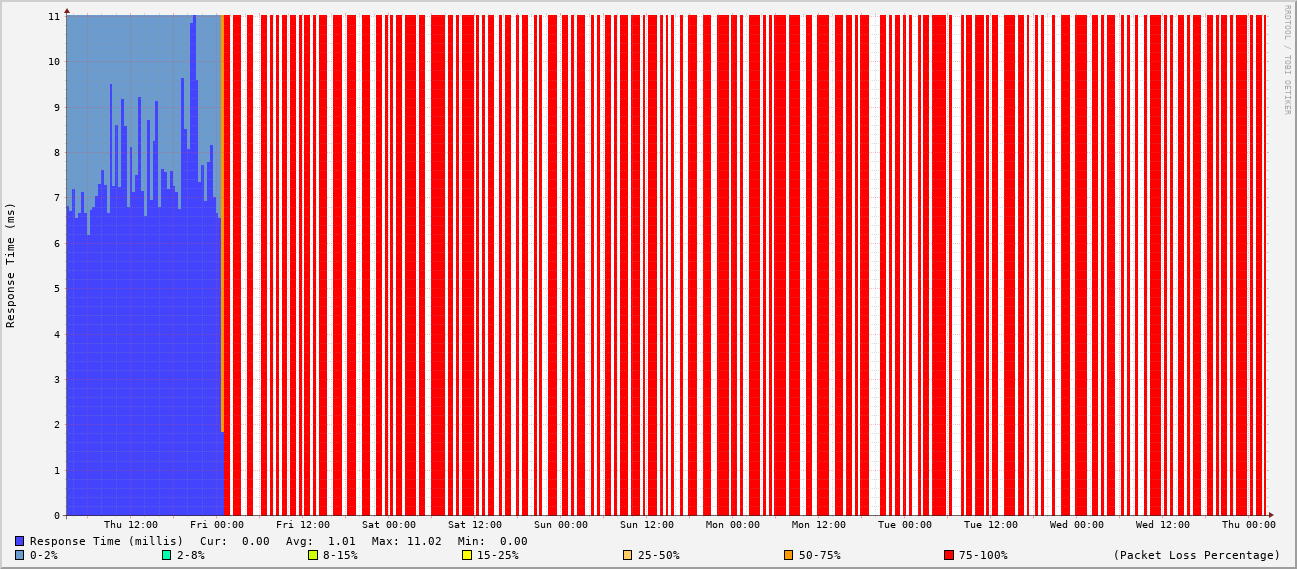 RRDTOOL / TOBI OETIKER
Response Time (ms)
11
10
9
8
7
6
5
4
3
2
1
0
Thu 12:00 Fri 00:00 Fri 12:00 Sat 00:00 Sat 12:00 Sun 00:00 Sun 12:00 Mon 00:00 Mon 12:00 Tue 00:00 Tue 12:00 Wed 00:00 Wed 12:00 Thu 00:00
Response Time (millis) Cur: 0.00 Avg: 1.01 Max: 11.02 Min: 0.00
0-2% 2-8% 8-15% 15-25% 25-50% 50-75% 75-100% (Packet Loss Percentage)